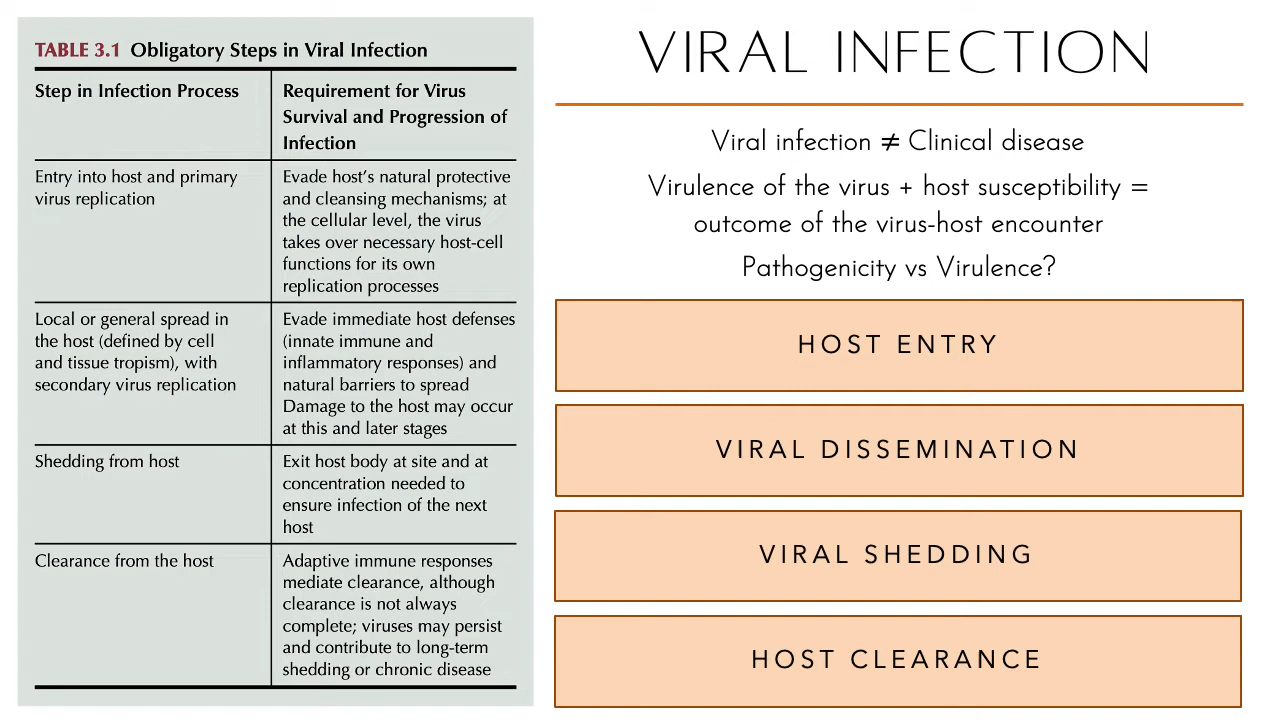 TABLE 3.1 Obligatory Steps in Viral Infection
Step in Infection Process
Requirement for Virus
Survival and Progression of
Infection
Entry into host and primary
virus replication
Evade host's natural protective
and cleansing mechanisms; at
the cellular level, the virus
takes over necessary host-cell
functions for its own
replication processes
Local or general spread in
the host (defined by cell
and tissue tropism), with
secondary virus replication
Evade immediate host defenses
(innate immune and
inflammatory responses) and
natural barriers to spread
Damage to the host may occur
at this and later stages
Shedding from host
Exit host body at site and at
concentration needed to
ensure infection of the next
host
Clearance from the host
Adaptive immune responses
mediate clearance, although
clearance is not always
complete; viruses may persist
and contribute to long-term
shedding or chronic disease
VIRAL INFECTION
Viral infection ≠ Clinical disease
Virulence of the virus + host susceptibility =
outcome of the virus-host encounter
Pathogenicity vs Virulence?
HOST ENTRY
VIRAL DISSEMINATION
VIRAL SHEDDING
HOST CLEARANCE